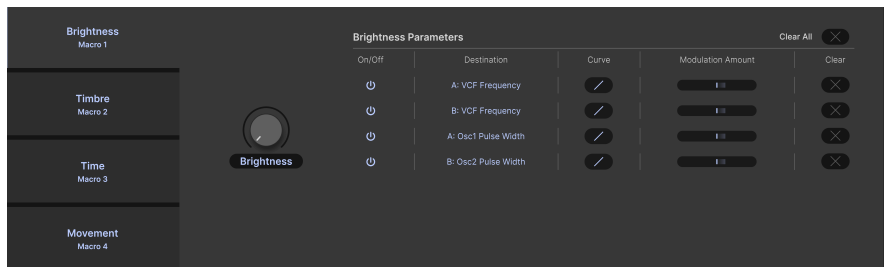 Brightness
Macro 1
Timbre
Macro 2
Time
Macro 3
Movement
Macro 4
Brightness
Brightness Parameters
Clear All
On/Off Destination Curve Modulation Amount Clear
A: VCF Frequency
B: VCF Frequency
A: Osc1 Pulse Width
B: Osc2 Pulse Width